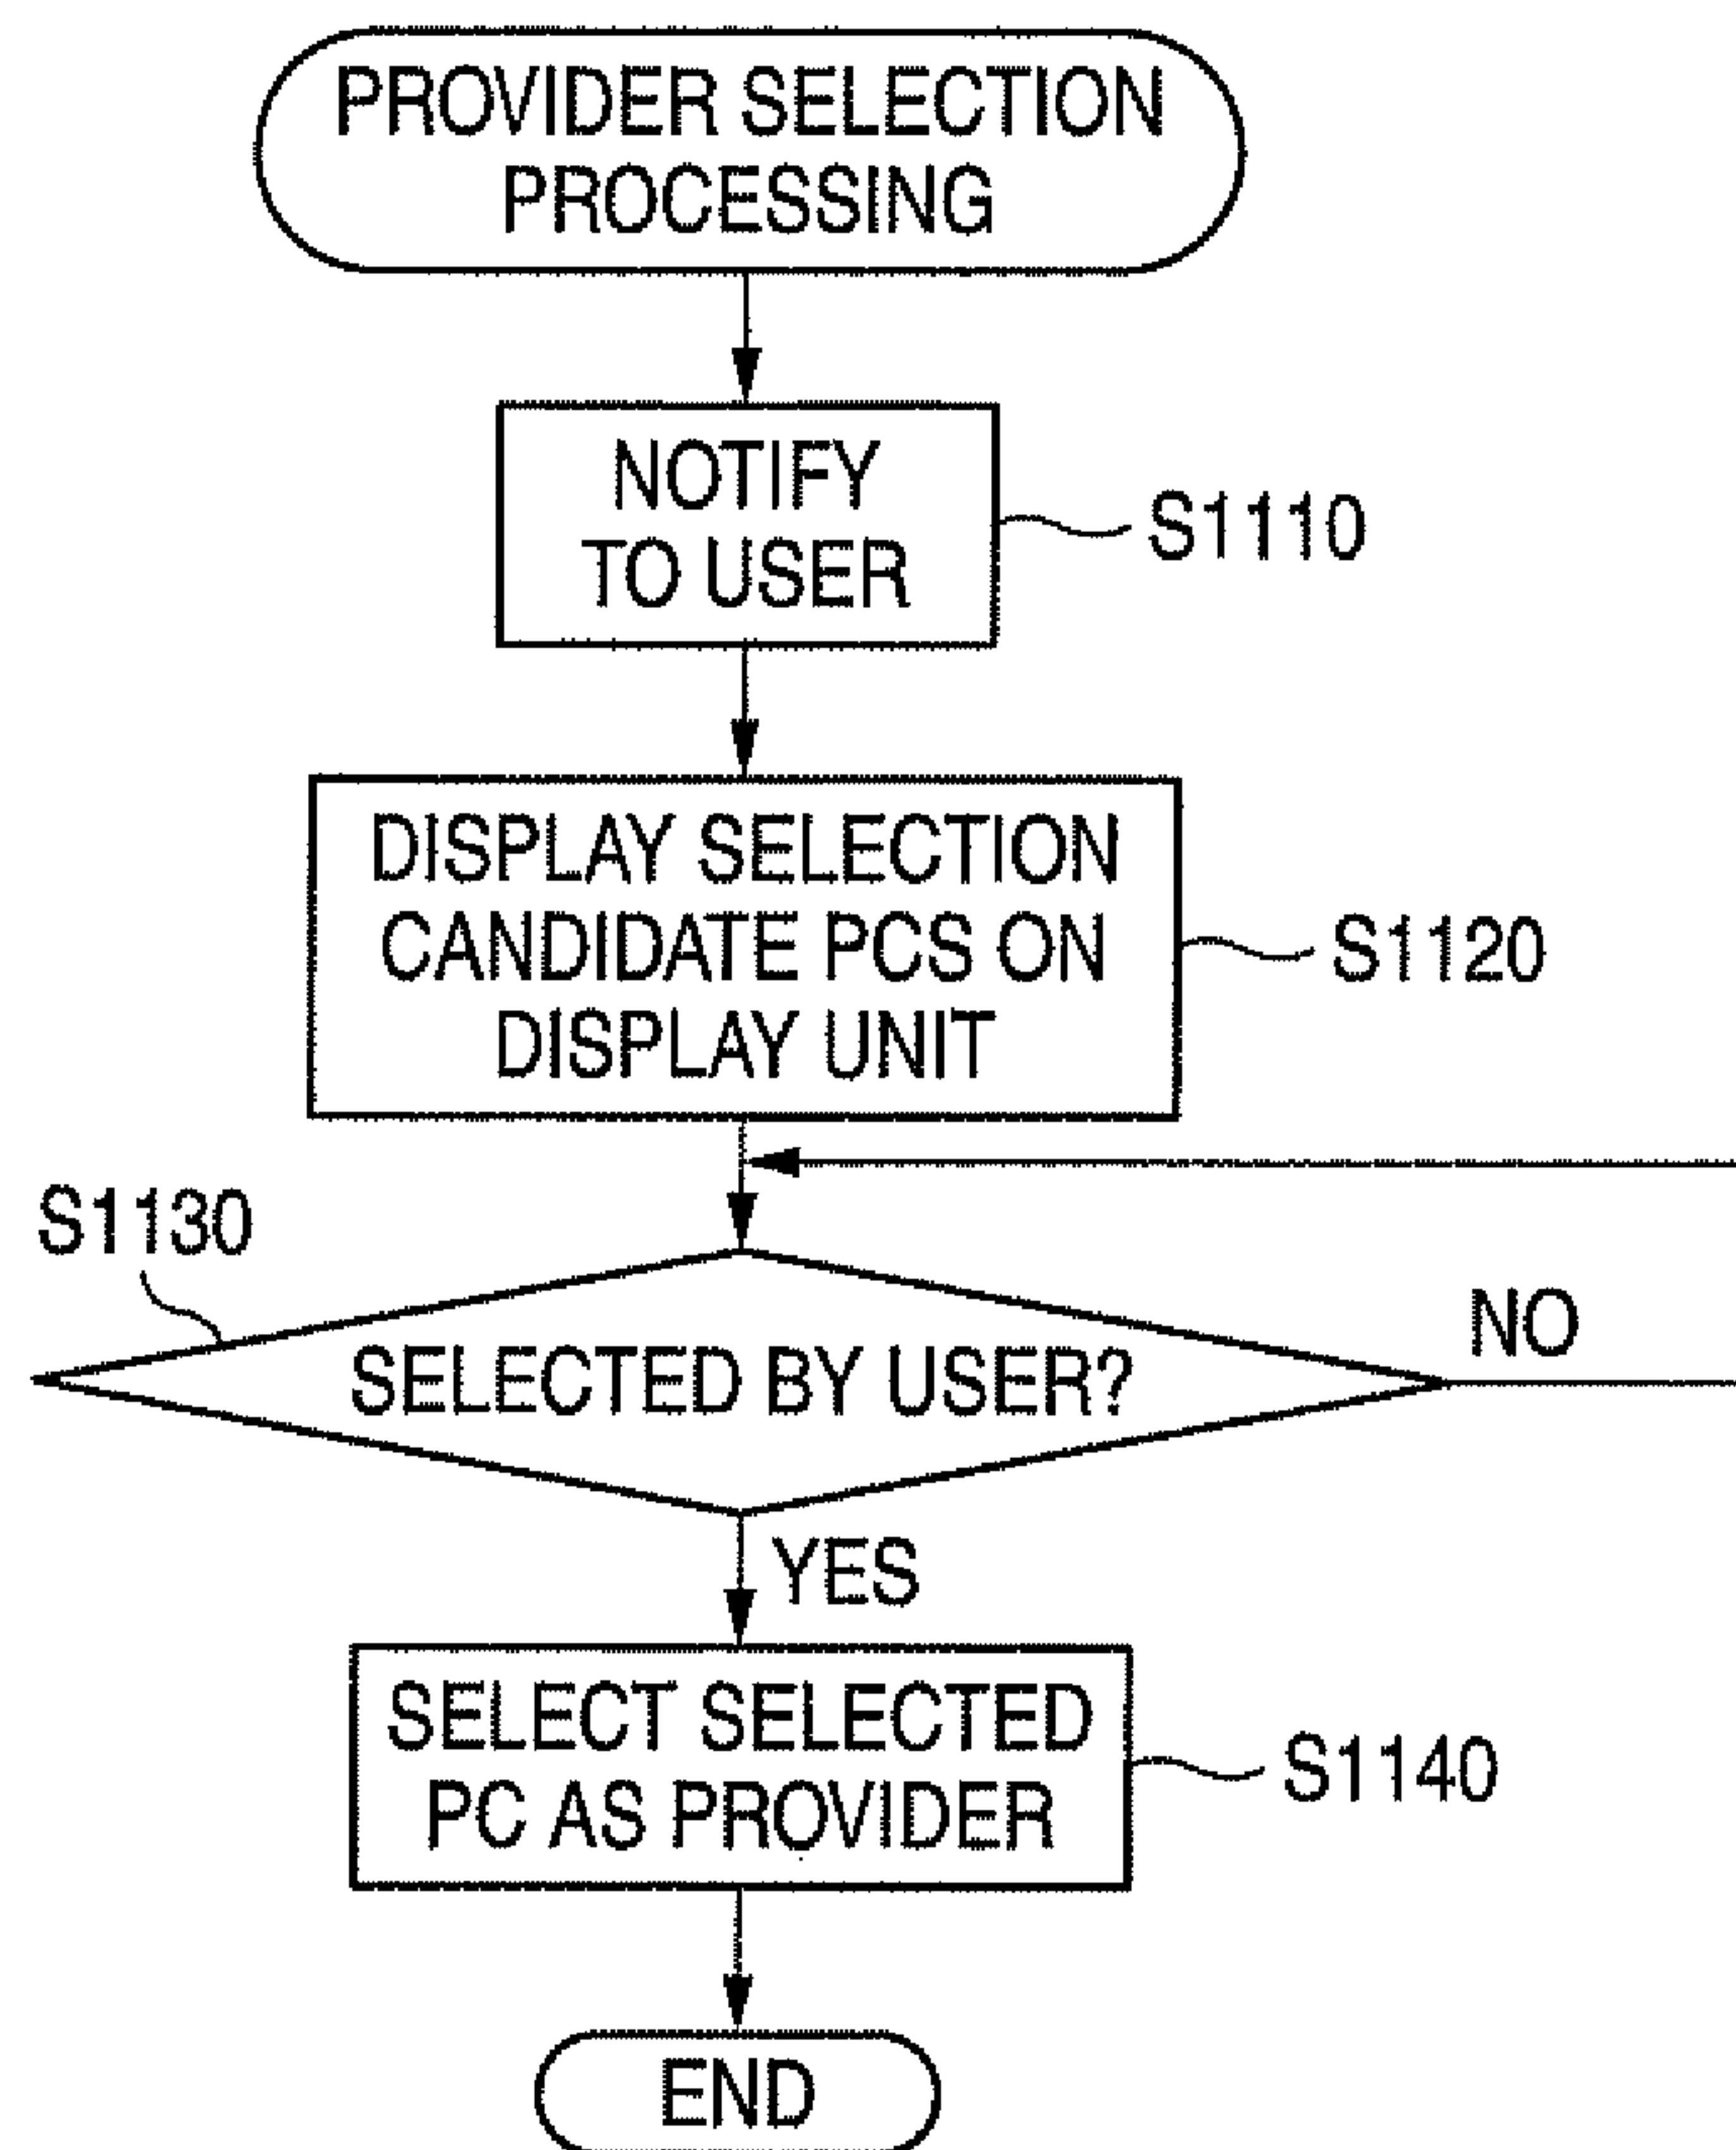 PROVIDER SELECTION
PROCESSING
NOTIFY
TO USER
S1110
DISPLAY SELECTION
CANDIDATE PCS ON
DISPLAY UNIT
S1120
S1130
SELECTED BY USER?
NO
YES
SELECT SELECTED
PC AS PROVIDER
S1140
END